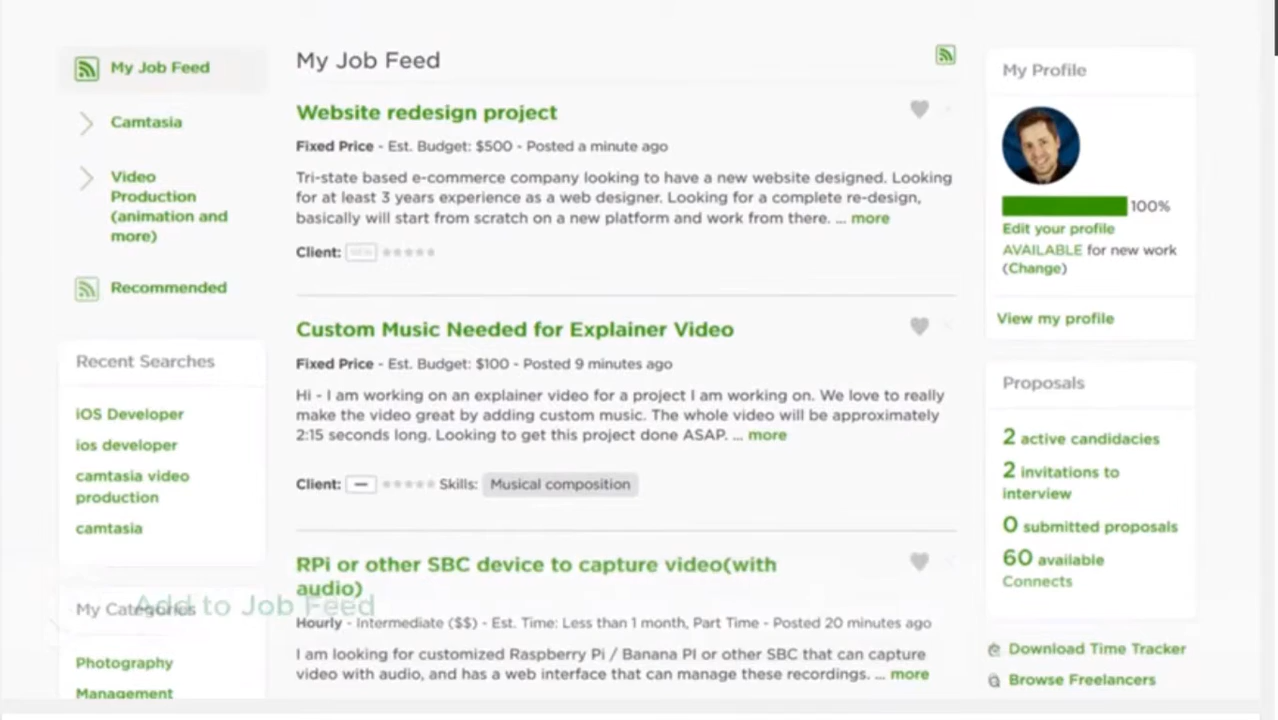 My Job Feed
Camtasia
Video
Production
(animation and
more)
Recommended
Recent Searches
iOS Developer
ios developer
camtasia video
production
camtasia
My Categories
Add to Job Feed
Photography
Management
My Job Feed
Website redesign project
Fixed Price - Est. Budget: $500 - Posted a minute ago
Tri-state based e-commerce company looking to have a new website designed. Looking
for at least 3 years experience as a web designer. Looking for a complete re-design,
basically will start from scratch on a new platform and work from there. ... more
Client:
Custom Music Needed for Explainer Video
Fixed Price - Est. Budget: $100 - Posted 9 minutes ago
Hi - I am working on an explainer video for a project I am working on. We love to really
make the video great by adding custom music. The whole video will be approximately
2:15 seconds long. Looking to get this project done ASAP. ... more
Client: Skills: Musical composition
RPi or other SBC device to capture video(with
audio)
Hourly - Intermediate ($$) - Est. Time: Less than 1 month, Part Time - Posted 20 minutes ago
I am looking for customized Raspberry Pi / Banana PI or other SBC that can capture
video with audio, and has a web interface that can manage these recordings. ... more
My Profile
100%
Edit your profile
AVAILABLE for new work
(Change)
View my profile
Proposals
2 active candidacies
2 invitations to
interview
0 submitted proposals
60 available
Connects
Download Time Tracker
Browse Freelancers